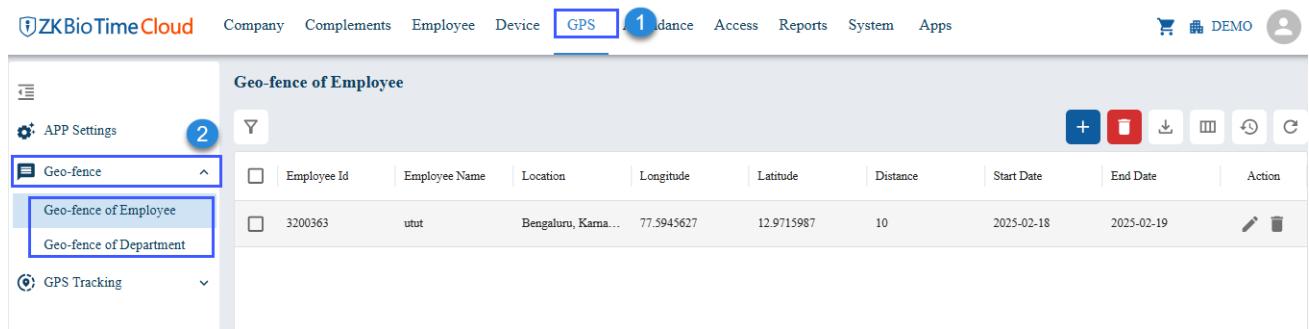 ZKBioTime Cloud Company Complements Employee Device GPS 1 dance Access Reports System Apps DEMO
Geo-fence of Employee
APP Settings 2
Geo-fence
Geo-fence of Employee
Geo-fence of Department
GPS Tracking
Employee Id Employee Name Location Longitude Latitude Distance Start Date End Date Action
3200363 utut Bengaluru, Karna... 77.5945627 12.9715987 10 2025-02-18 2025-02-19